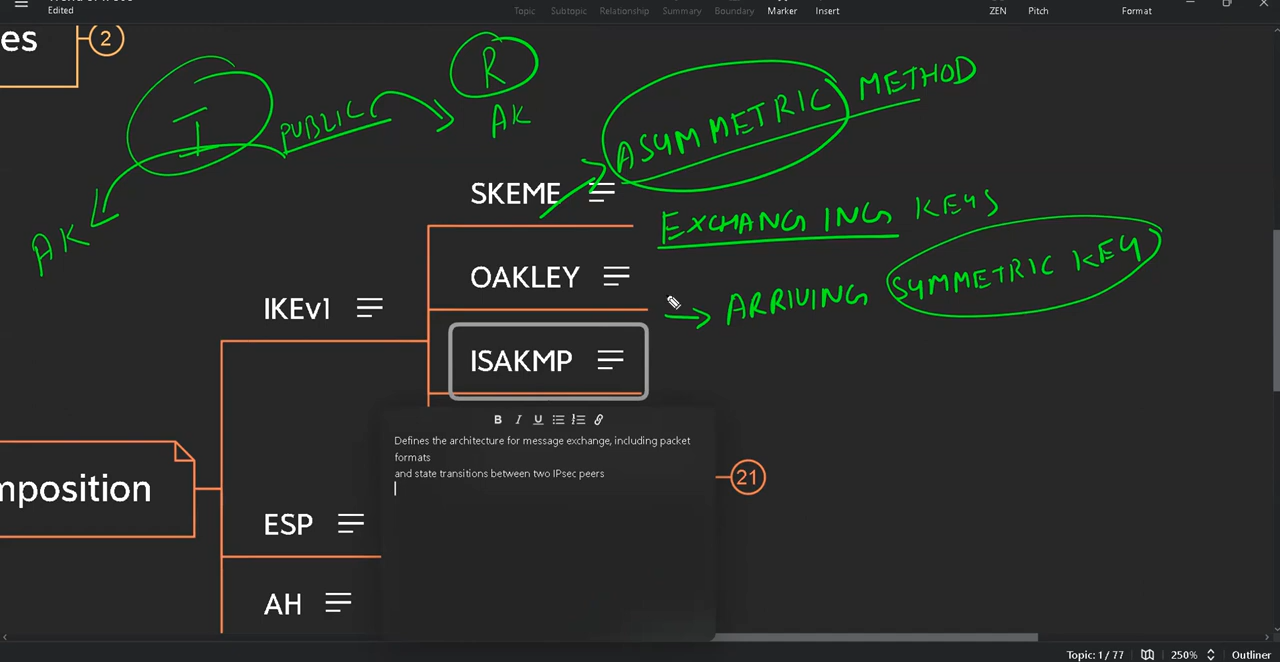 Edited
Topic
Subtopic
Relationship
Summary
Boundary
Marker
Insert
ZEN
Pitch
Format
es
2
I
PUBLIC
R
AK
AK
ASYMMETRIC METHOD
SKEME
EXCHANGINGS KEYS
OAKLEY
ARRIVING SYMMETRIC KEY
IKEv1
ISAKMP
B I U
Defines the architecture for message exchange, including packet
formats
and state transitions between two IPsec peers
21
mposition
ESP
AH
Topic: 1 / 77
250%
Outliner